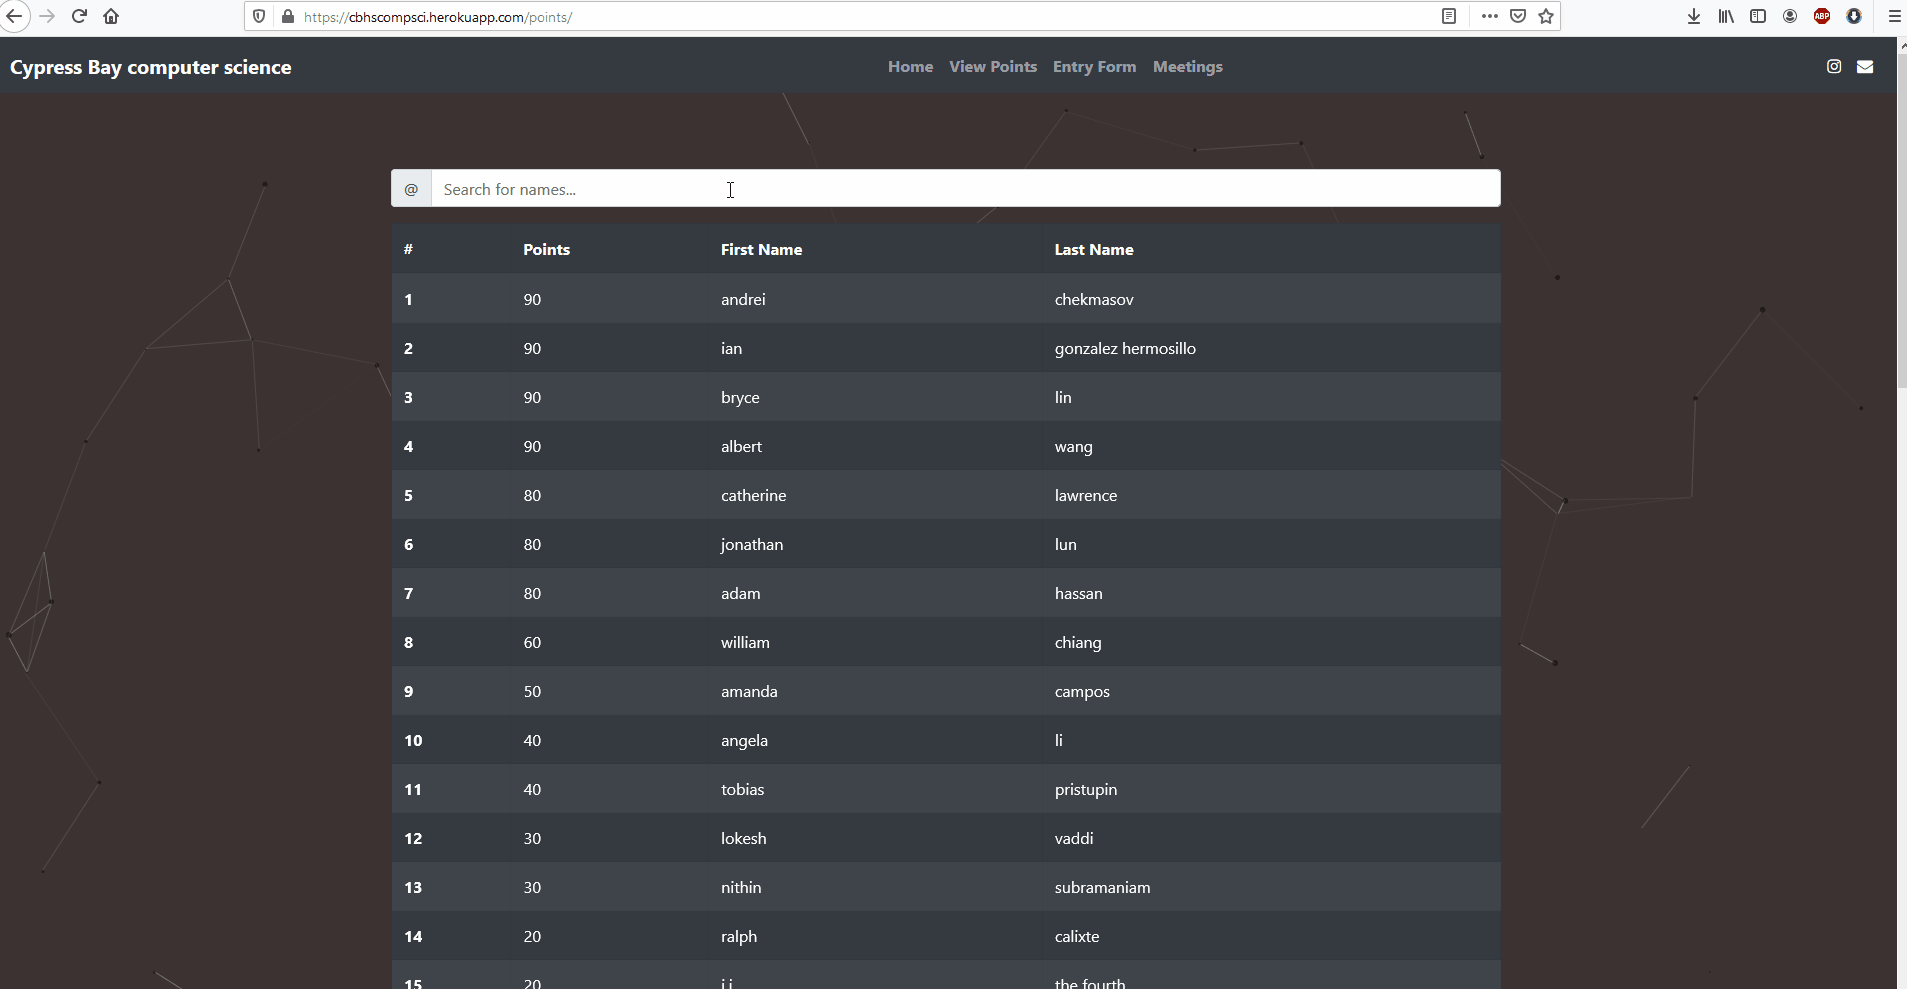 https://cbhscompsci.herokuapp.com/points/
ABP
Cypress Bay computer science Home View Points Entry Form Meetings
@ Search for names...
# Points First Name Last Name
1 90 andrei chekmasov
2 90 ian gonzalez hermosillo
3 90 bryce lin
4 90 albert wang
5 80 catherine lawrence
6 80 jonathan lun
7 80 adam hassan
8 60 william chiang
9 50 amanda campos
10 40 angela li
11 40 tobias pristupin
12 30 lokesh vaddi
13 30 nithin subramaniam
14 20 ralph calixte
15 20 the fourth